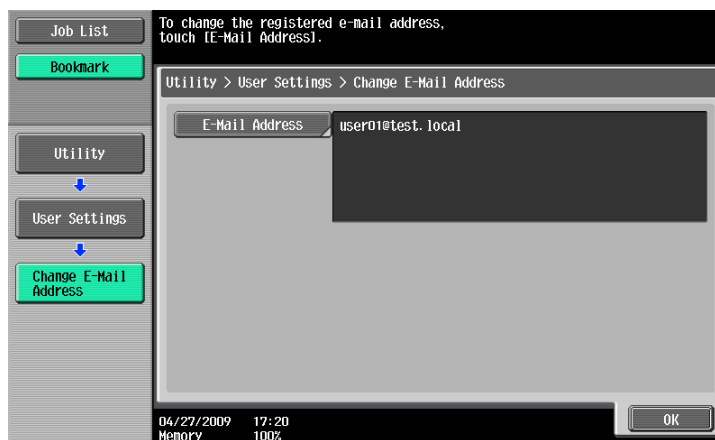 Job List
Bookmark
Utility
User Settings
Change E-Mail
Address
To change the registered e-mail address,
touch [E-Mail Address].
Utility > User Settings > Change E-Mail Address
E-Mail Address
user01@test.local
04/27/2009 17:20
Memory 100%
OK